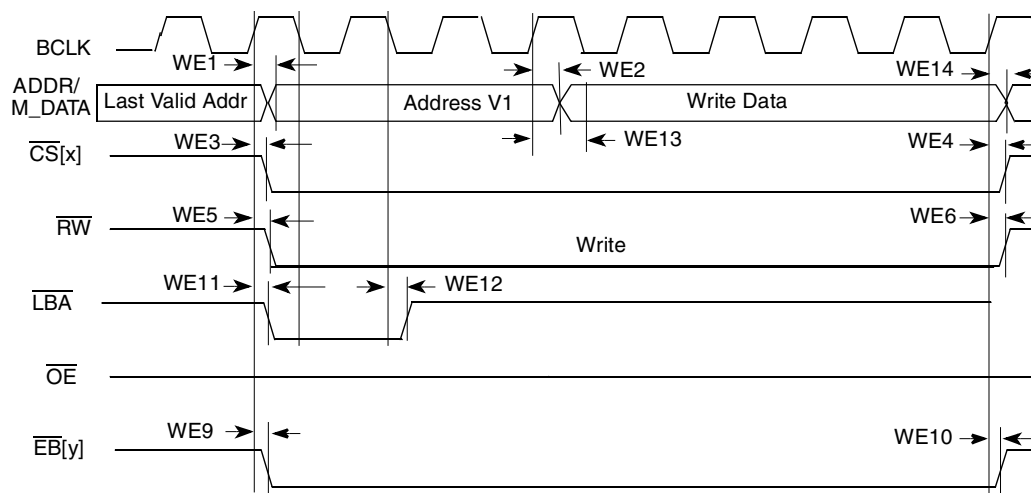 BCLK
WE1
WE2
WE14
ADDR/
M_DATA
Last Valid Addr
Address V1
Write Data
WE3
WE13
WE4
CS[x]
WE5
WE6
RW
Write
WE11
WE12
LBA
OE
WE9
WE10
EB[y]